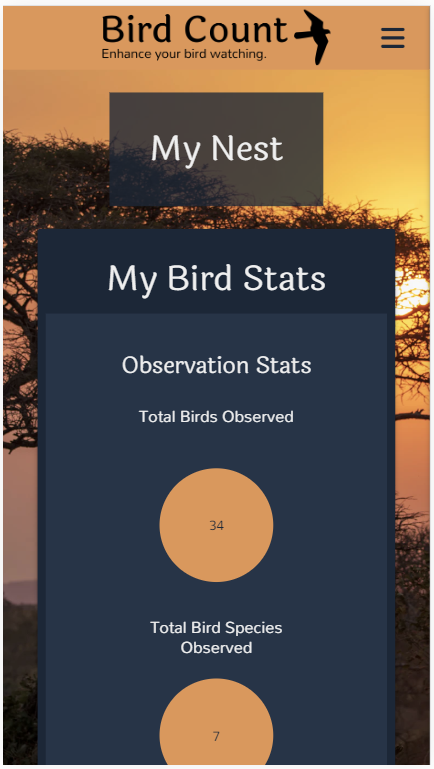 Bird Count
Enhance your bird watching.
My Nest
My Bird Stats
Observation Stats
Total Birds Observed
34
Total Bird Species
Observed
7